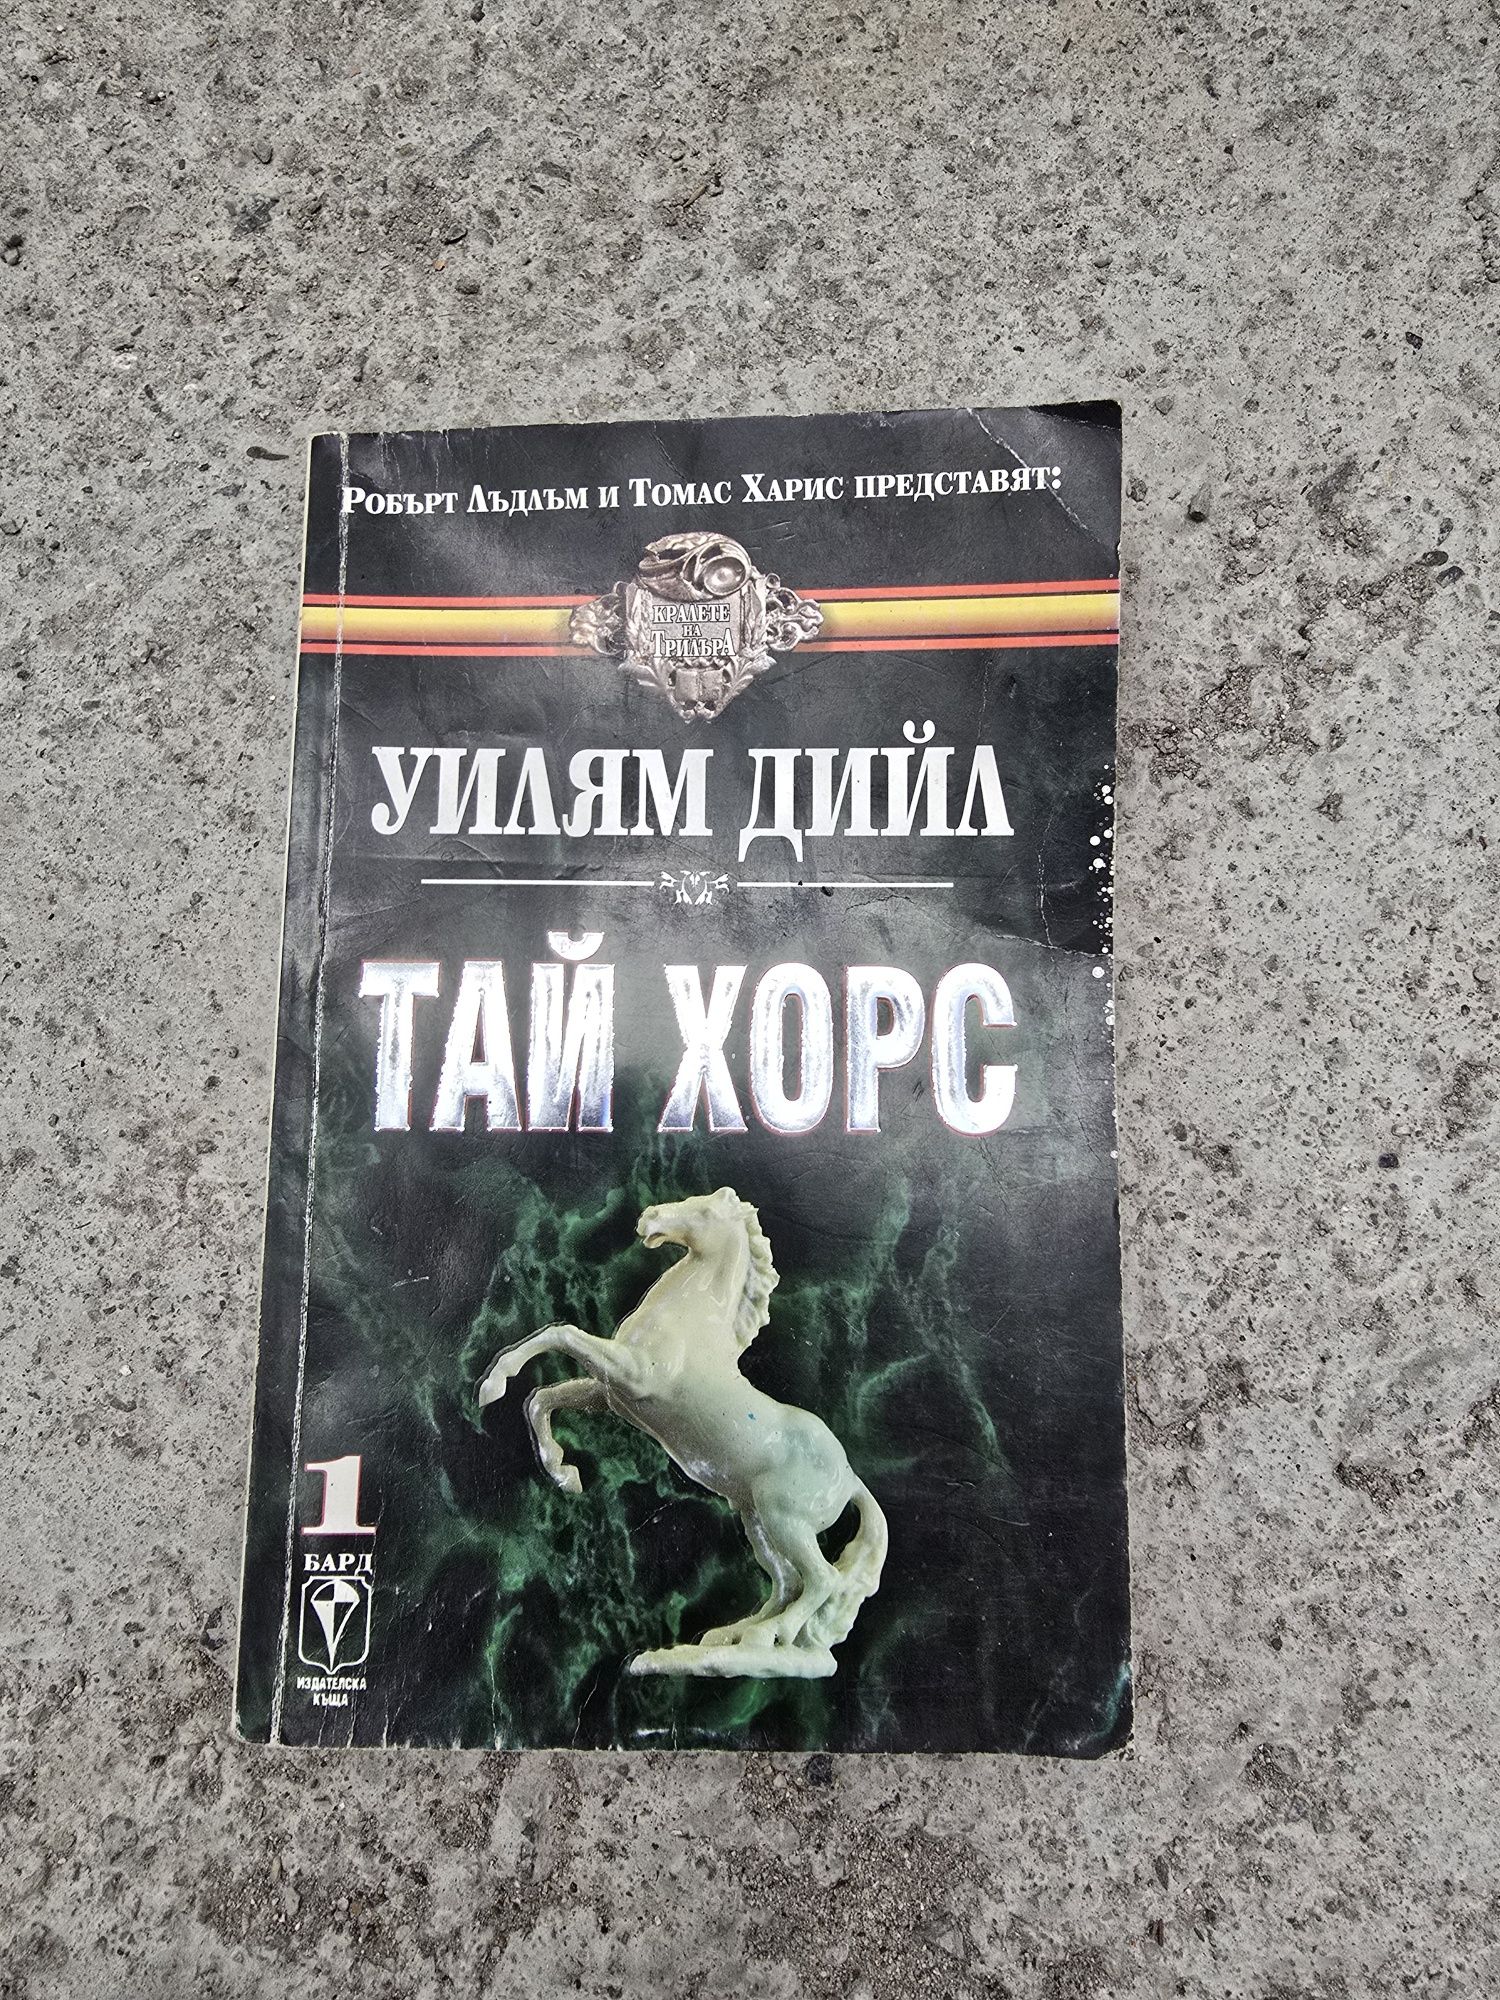 Робърт Лъдлъм и Томас Харис представят:
Кралете
на
Трилъра
УИЛЯМ ДИЙЛ
ТАЙ ХОРС
1
БАРД
ИЗДАТЕЛСКА
КЪЩА